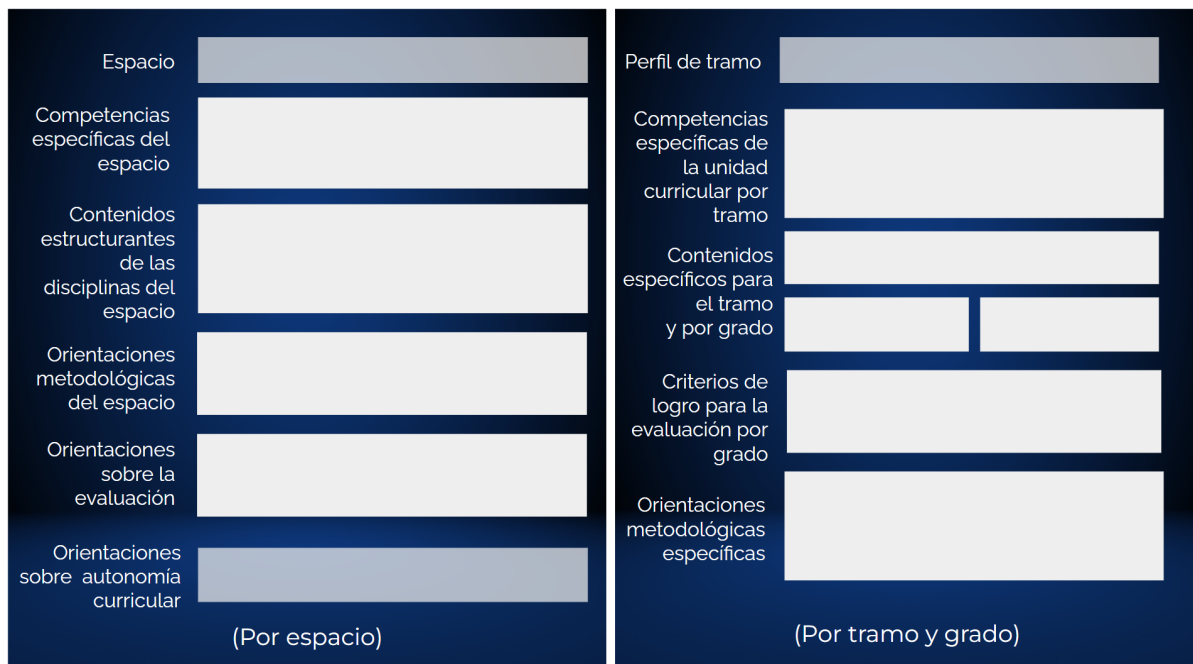 Espacio
Competencias
específicas del
espacio
Contenidos
estructurantes
de las
disciplinas del
espacio
Orientaciones
metodológicas
del espacio
Orientaciones
sobre la
evaluación
Orientaciones
sobre autonomía
curricular
(Por espacio)
Perfil de tramo
Competencias
específicas de
la unidad
curricular por
tramo
Contenidos
específicos para
el tramo
y por grado
Criterios de
logro para la
evaluación por
grado
Orientaciones
metodológicas
específicas
(Por tramo y grado)